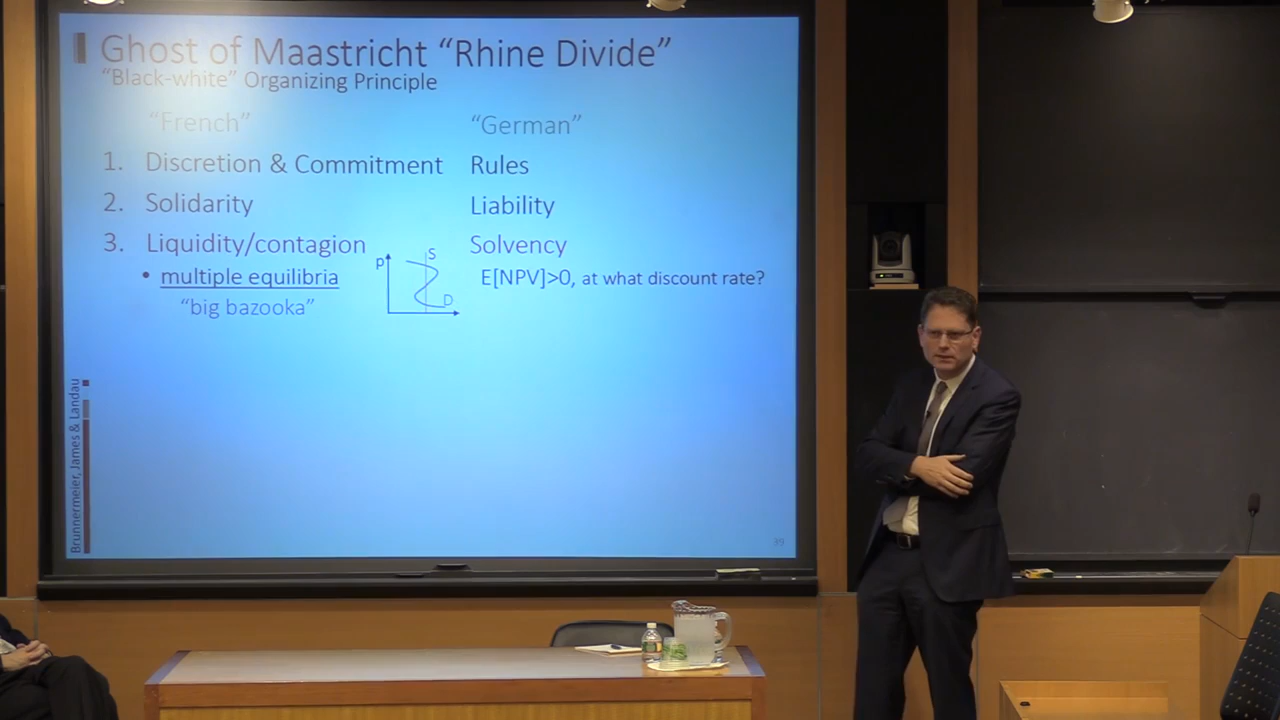 Ghost of Maastricht “Rhine Divide”
“Black-white” Organizing Principle
“French” “German”
1. Discretion & Commitment Rules
2. Solidarity Liability
3. Liquidity/contagion Solvency
• multiple equilibria E[NPV]>0, at what discount rate?
“big bazooka”
p S
D
Brunnermeier, James & Landau
39